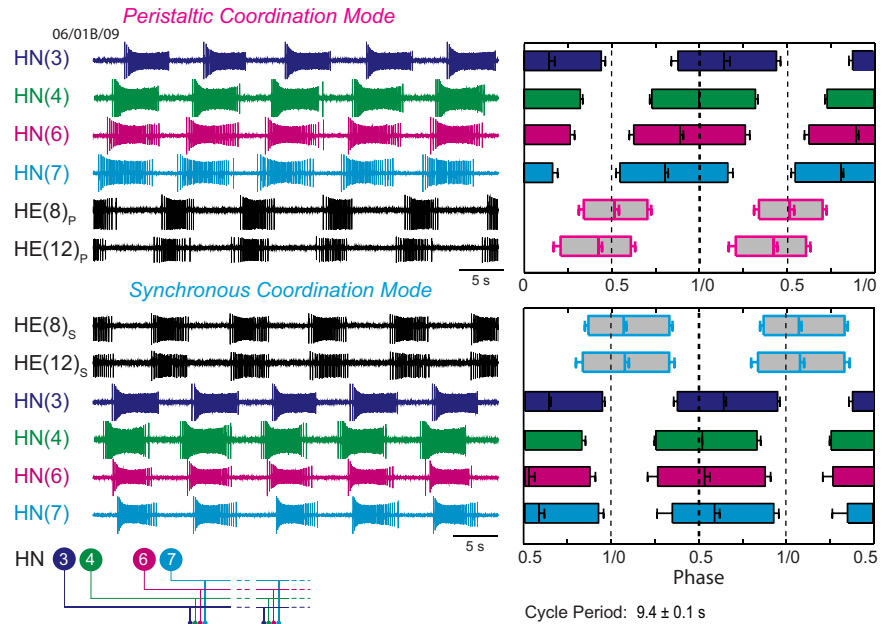 Peristaltic Coordination Mode
06/01B/09
HN(3)
HN(4)
HN(6)
HN(7)
HE(8)P
HE(12)P
5 s
0 0.5 1/0 0.5 1/0
Synchronous Coordination Mode
HE(8)S
HE(12)S
HN(3)
HN(4)
HN(6)
HN(7)
5 s
0.5 1/0 0.5 1/0 0.5
Phase
HN 3 4 6 7
Cycle Period: 9.4 ± 0.1 s